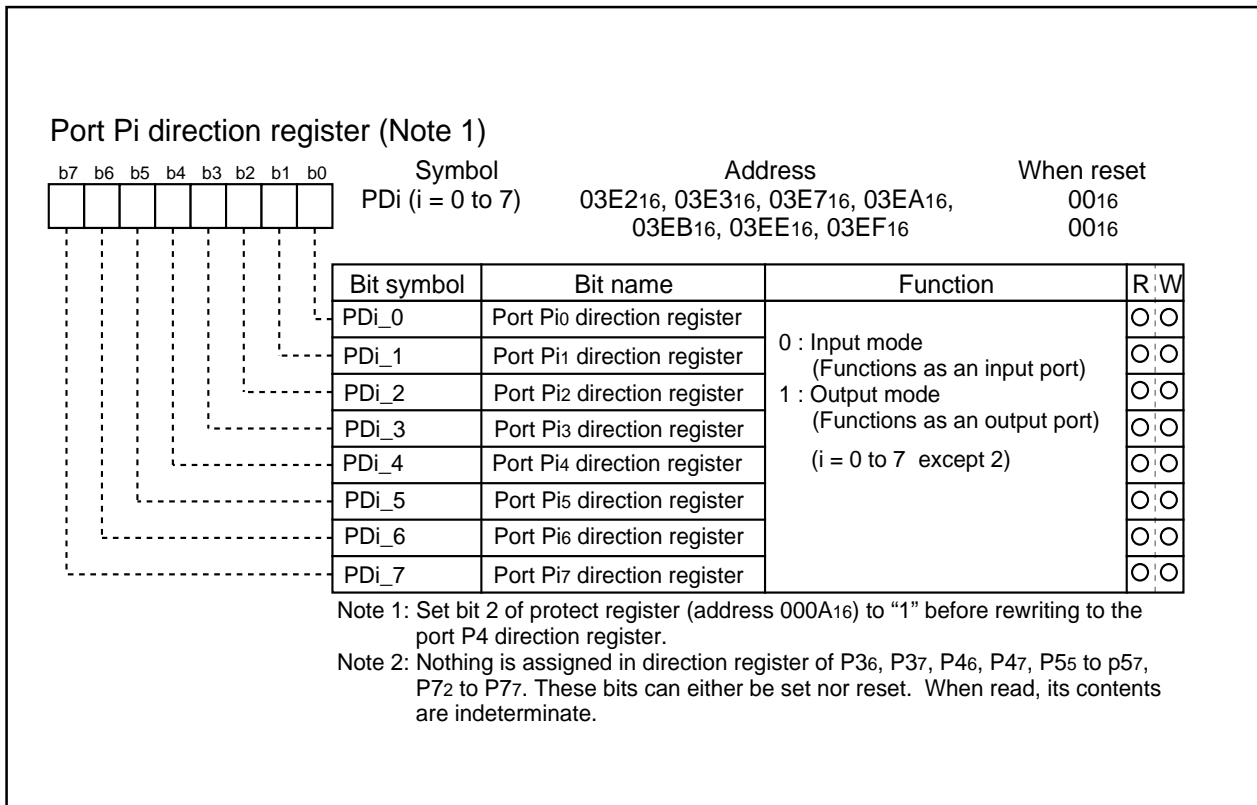 Port Pi direction register (Note 1)
b7 b6 b5 b4 b3 b2 b1 b0
Symbol Address When reset
PDi (i = 0 to 7) 03E216, 03E316, 03E716, 03EA16, 0016
03EB16, 03EE16, 03EF16 0016
Bit symbol Bit name Function R W
PDi_0 Port Pi0 direction register
PDi_1 Port Pi1 direction register
PDi_2 Port Pi2 direction register
PDi_3 Port Pi3 direction register
PDi_4 Port Pi4 direction register
PDi_5 Port Pi5 direction register
PDi_6 Port Pi6 direction register
PDi_7 Port Pi7 direction register
0 : Input mode
(Functions as an input port)
1 : Output mode
(Functions as an output port)
(i = 0 to 7 except 2)
Note 1: Set bit 2 of protect register (address 000A16) to “1” before rewriting to the
port P4 direction register.
Note 2: Nothing is assigned in direction register of P36, P37, P46, P47, P55 to p57,
P72 to P77. These bits can either be set nor reset. When read, its contents
are indeterminate.